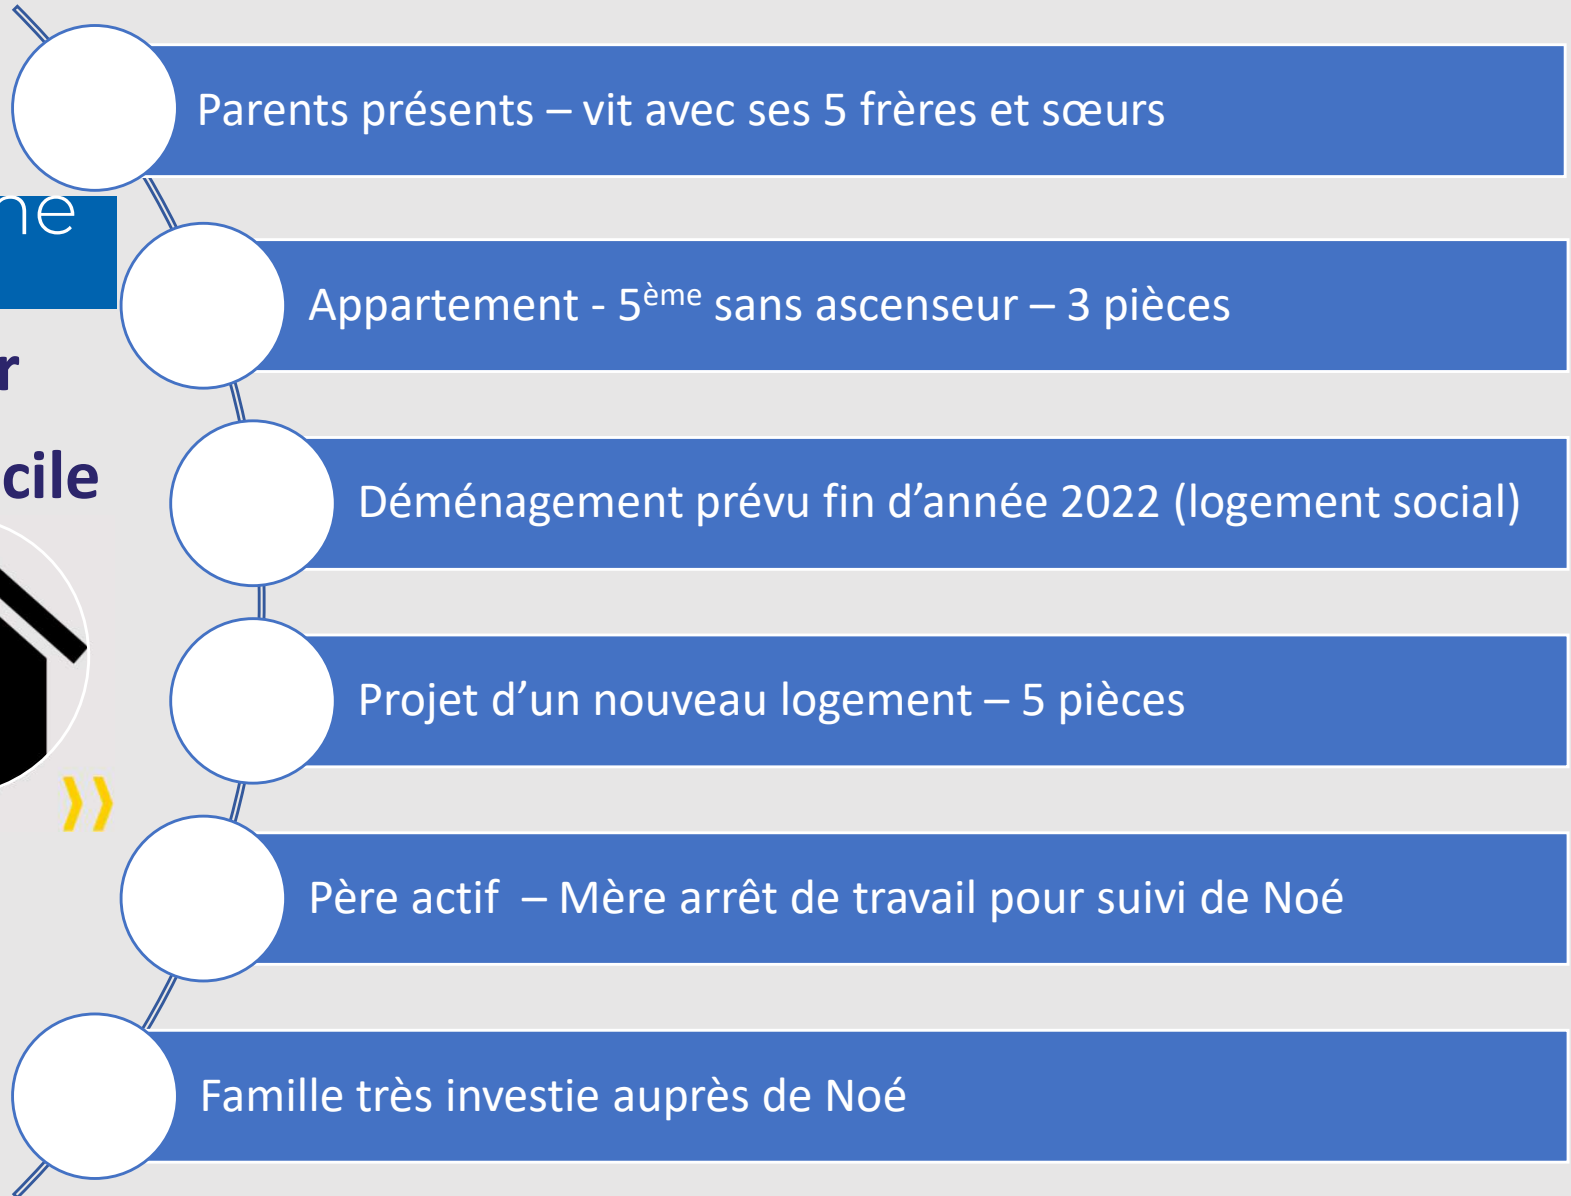 Parents présents – vit avec ses 5 frères et sœurs
Appartement - 5ème sans ascenseur – 3 pièces
Déménagement prévu fin d’année 2022 (logement social)
Projet d’un nouveau logement – 5 pièces
Père actif – Mère arrêt de travail pour suivi de Noé
Famille très investie auprès de Noé